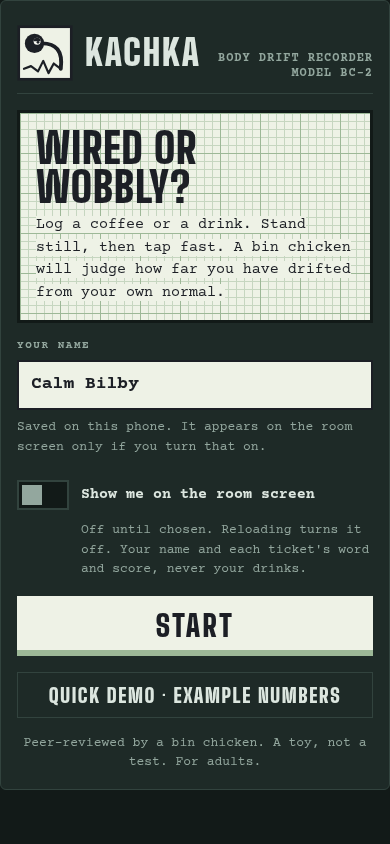 KACHKA
BODY DRIFT RECORDER
MODEL BC-2
WIRED OR
WOBBLY?
Log a coffee or a drink. Stand
still, then tap fast. A bin chicken
will judge how far you have drifted
from your own normal.
YOUR NAME
Calm Bilby
Saved on this phone. It appears on the room
screen only if you turn that on.
Show me on the room screen
Off until chosen. Reloading turns it
off. Your name and each ticket's word
and score, never your drinks.
START
QUICK DEMO · EXAMPLE NUMBERS
Peer-reviewed by a bin chicken. A toy, not a
test. For adults.